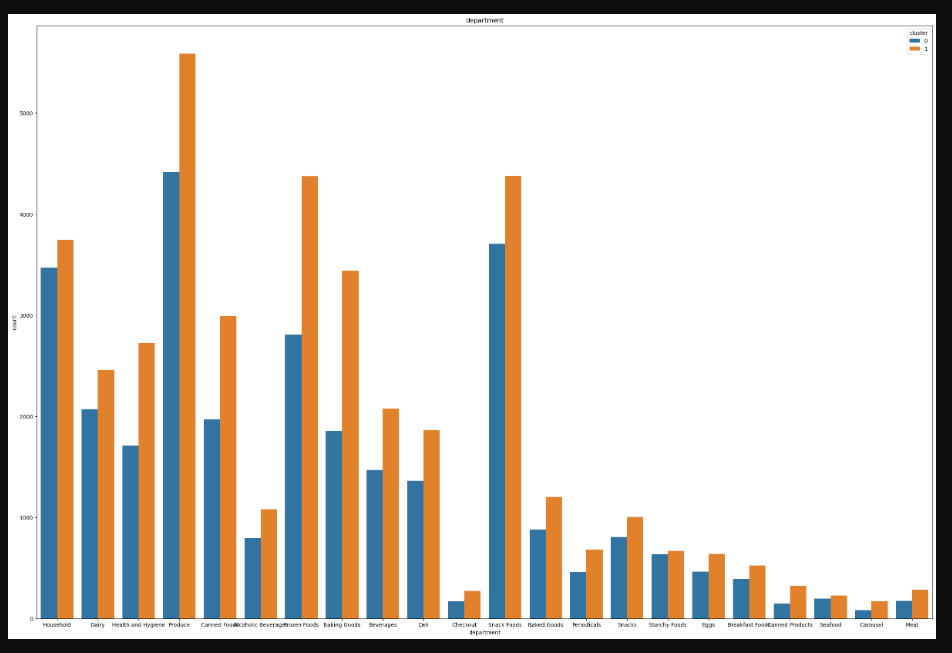 department
cluster
0
1
5000
4000
3000
2000
1000
0
count
Household Dairy Health and Hygiene Produce Canned Foods Alcoholic Beverages Frozen Foods Baking Goods Beverages Deli Checkout Snack Foods Baked Goods Periodicals Snacks Starchy Foods Eggs Breakfast Foods Canned Products Seafood Carousel Meat
department